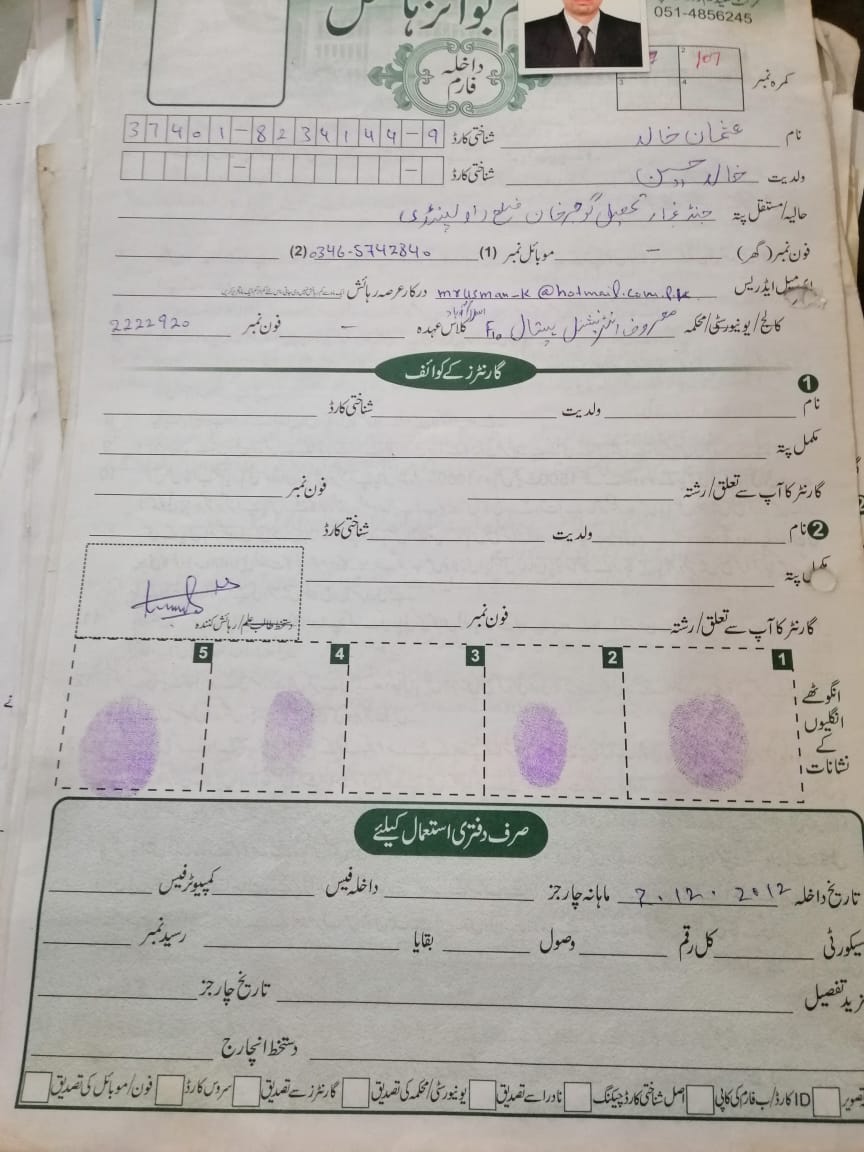 بوائز ہاسٹل
051-4856245
داخلہ فارم
کمرہ نمبر 2 107
3 4
نام عثمان خالد شناختی کارڈ 37401-8234144-9
ولدیت خالد حسین شناختی کارڈ - -
حالیہ/مستقل پتہ تحصیل گوجرخان ضلع راولپنڈی
فون نمبر (گھر) - موبائل نمبر (1) 0346-5742840 (2)
ای میل ایڈریس mrusman_k@hotmail.com.pk درکار عرصہ رہائش
کالج/یونیورسٹی/محکمہ معروف انٹرنیشنل ہسپتال F10 اسلام آباد کلاس عہدہ - فون نمبر 2222920
گارنٹرز کے کوائف
1
نام ولدیت شناختی کارڈ
مکمل پتہ
گارنٹر کا آپ سے تعلق/رشتہ فون نمبر
2 نام ولدیت شناختی کارڈ
مکمل پتہ
گارنٹر کا آپ سے تعلق/رشتہ فون نمبر
دستخط طالب علم/رہائش کنندہ
1 2 3 4 5
انگوٹھے
انگلیوں
کے
نشانات
صرف دفتری استعمال کیلئے
تاریخ داخلہ 7.12.2012 ماہانہ چارجز داخلہ فیس کمپیوٹر فیس
سیکورٹی کل رقم وصول بقایا رسید نمبر
مزید تفصیل تاریخ چارجز
دستخط انچارج
تصویر ID کارڈ/ب فارم کی کاپی اصل شناختی کارڈ چیکنگ نادرا سے تصدیق یونیورسٹی/محکمہ کی تصدیق گارنٹرز سے تصدیق سروس کارڈ فون/موبائل کی تصدیق